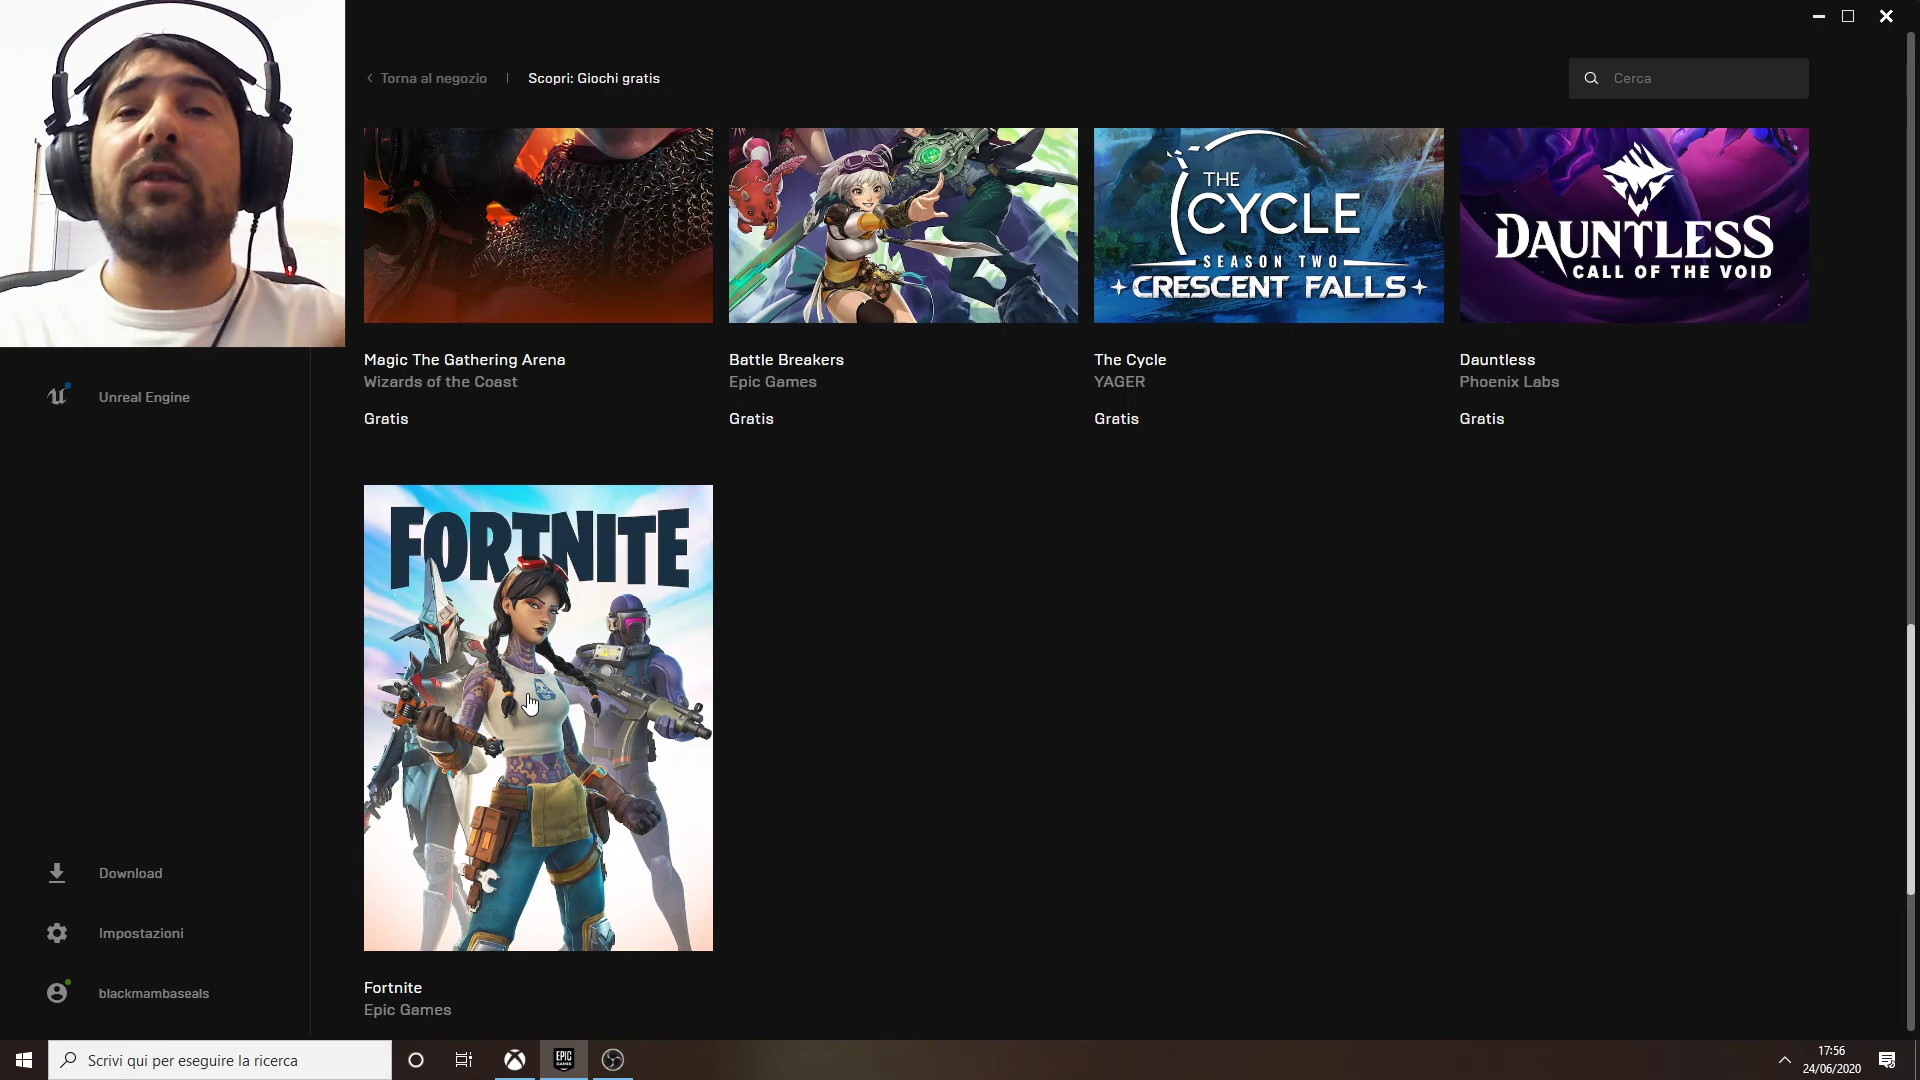 Torna al negozio
Scopri: Giochi gratis
Cerca
THE
CYCLE
SEASON TWO
CRESCENT FALLS
DAUNTLESS
CALL OF THE VOID
Magic The Gathering Arena
Wizards of the Coast
Gratis
Battle Breakers
Epic Games
Gratis
The Cycle
YAGER
Gratis
Dauntless
Phoenix Labs
Gratis
Unreal Engine
FORTNITE
Fortnite
Epic Games
Download
Impostazioni
blackmambaseals
Scrivi qui per eseguire la ricerca
EPIC
GAMES
17:56
24/06/2020